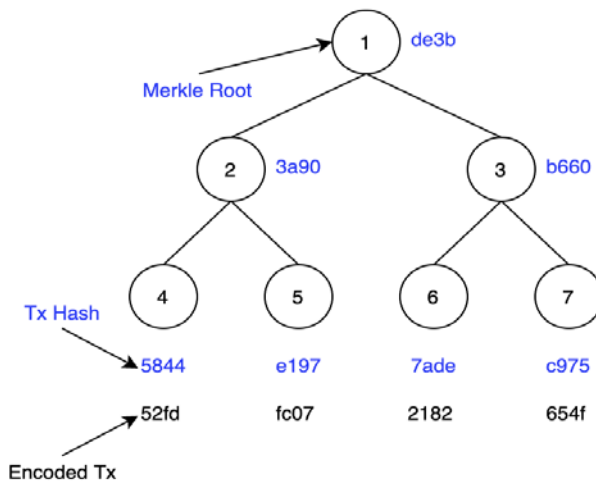 1 de3b
Merkle Root
2 3a90 3 b660
4 5 6 7
Tx Hash
5844 e197 7ade c975
52fd fc07 2182 654f
Encoded Tx